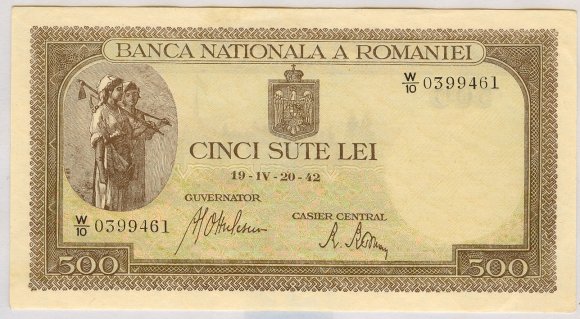 BANCA NATIONALA A ROMANIEI
W/10 0399461
CINCI SUTE LEI
19-IV-20-42
GUVERNATOR
CASIER CENTRAL
W/10 0399461
500
500